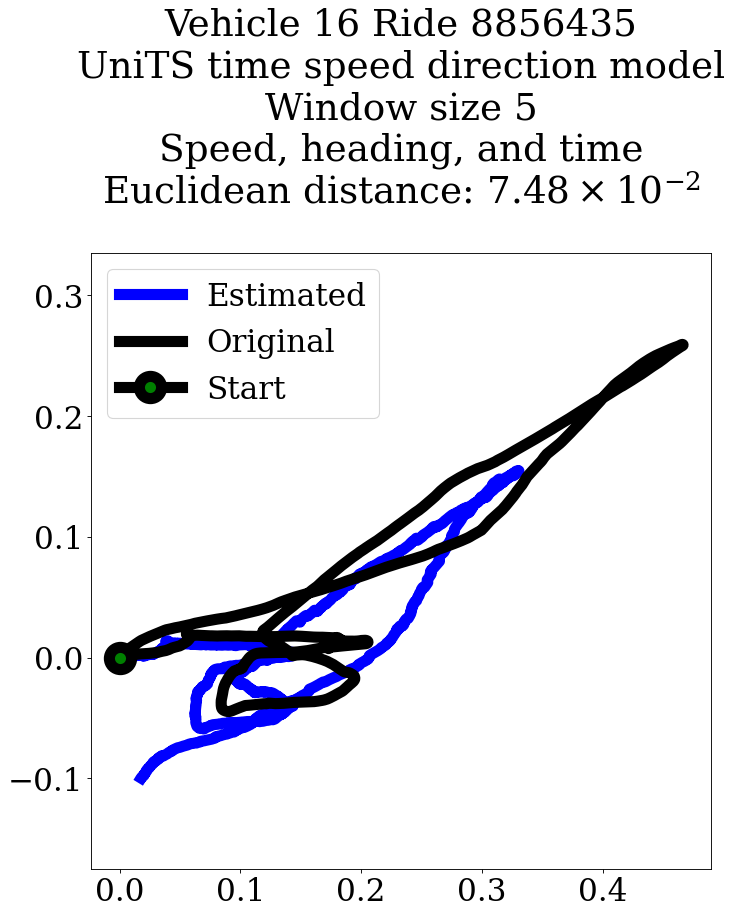 Vehicle 16 Ride 8856435
UniTS time speed direction model
Window size 5
Speed, heading, and time
Euclidean distance: 7.48 × 10⁻²
Estimated
Original
Start
0.3
0.2
0.1
0.0
−0.1
0.0 0.1 0.2 0.3 0.4